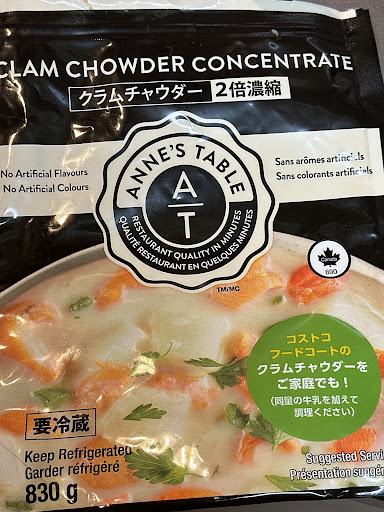 CLAM CHOWDER CONCENTRATE
クラムチャウダー 2倍濃縮
No Artificial Flavours
No Artificial Colours
Sans arômes artificiels
Sans colorants artificiels
ANNE'S TABLE
A
T
RESTAURANT QUALITY IN MINUTES
QUALITÉ RESTAURANT EN QUELQUES MINUTES
TM/MC
Canada
890
コストコ
フードコートの
クラムチャウダーを
ご家庭でも!
(同量の牛乳を加えて
調理ください)
要冷蔵
Keep Refrigerated
Garder réfrigéré
830 g
Suggested Servi
Présentation suggér